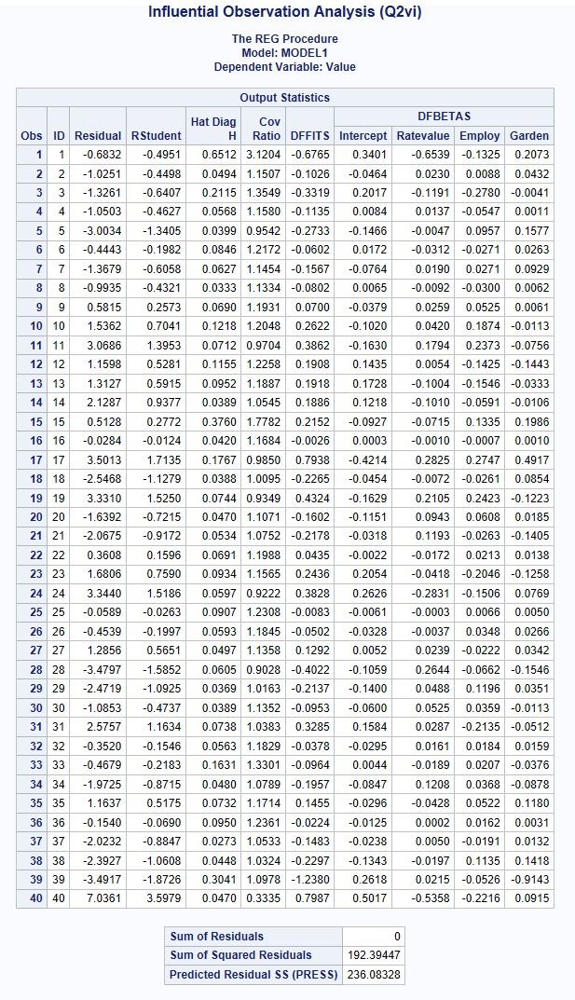 Influential Observation Analysis (Q2vi)
The REG Procedure
Model: MODEL1
Dependent Variable: Value
Output Statistics
Obs ID Residual RStudent Hat Diag H Cov Ratio DFFITS DFBETAS
Intercept Ratevalue Employ Garden
1 1 -0.6832 -0.4951 0.6512 3.1204 -0.6765 0.3401 -0.6539 -0.1325 0.2073
2 2 -1.0251 -0.4498 0.0494 1.1507 -0.1026 -0.0464 0.0230 0.0088 0.0432
3 3 -1.3261 -0.6407 0.2115 1.3549 -0.3319 0.2017 -0.1191 -0.2780 -0.0041
4 4 -1.0503 -0.4627 0.0568 1.1580 -0.1135 0.0084 0.0137 -0.0547 0.0011
5 5 -3.0034 -1.3405 0.0399 0.9542 -0.2733 -0.1466 -0.0047 0.0957 0.1577
6 6 -0.4443 -0.1982 0.0846 1.2172 -0.0602 0.0172 -0.0312 -0.0271 0.0263
7 7 -1.3679 -0.6058 0.0627 1.1454 -0.1567 -0.0764 0.0190 0.0271 0.0929
8 8 -0.9935 -0.4321 0.0333 1.1334 -0.0802 0.0065 -0.0092 -0.0300 0.0062
9 9 0.5815 0.2573 0.0690 1.1931 0.0700 -0.0379 0.0259 0.0525 0.0061
10 10 1.5362 0.7041 0.1218 1.2048 0.2622 -0.1020 0.0420 0.1874 -0.0113
11 11 3.0686 1.3953 0.0712 0.9704 0.3862 -0.1630 0.1794 0.2373 -0.0756
12 12 1.1598 0.5281 0.1155 1.2258 0.1908 0.1435 0.0054 -0.1425 -0.1443
13 13 1.3127 0.5915 0.0952 1.1887 0.1918 0.1728 -0.1004 -0.1546 -0.0333
14 14 2.1287 0.9377 0.0389 1.0545 0.1886 0.1218 -0.1010 -0.0591 -0.0106
15 15 0.5128 0.2772 0.3760 1.7782 0.2152 -0.0927 -0.0715 0.1335 0.1986
16 16 -0.0284 -0.0124 0.0420 1.1684 -0.0026 0.0003 -0.0010 -0.0007 0.0010
17 17 3.5013 1.7135 0.1767 0.9850 0.7938 -0.4214 0.2825 0.2747 0.4917
18 18 -2.5468 -1.1279 0.0388 1.0095 -0.2265 -0.0454 -0.0072 -0.0261 0.0854
19 19 3.3310 1.5250 0.0744 0.9349 0.4324 -0.1629 0.2105 0.2423 -0.1223
20 20 -1.6392 -0.7215 0.0470 1.1071 -0.1602 -0.1151 0.0943 0.0608 0.0185
21 21 -2.0675 -0.9172 0.0534 1.0752 -0.2178 -0.0318 0.1193 -0.0263 -0.1405
22 22 0.3608 0.1596 0.0691 1.1988 0.0435 -0.0022 -0.0172 0.0213 0.0138
23 23 1.6806 0.7590 0.0934 1.1565 0.2436 0.2054 -0.0418 -0.2046 -0.1258
24 24 3.3440 1.5186 0.0597 0.9222 0.3828 0.2626 -0.2831 -0.1506 0.0769
25 25 -0.0589 -0.0263 0.0907 1.2308 -0.0083 -0.0061 -0.0003 0.0066 0.0050
26 26 -0.4539 -0.1997 0.0593 1.1845 -0.0502 -0.0328 -0.0037 0.0348 0.0266
27 27 1.2856 0.5651 0.0497 1.1358 0.1292 0.0052 0.0239 -0.0222 0.0342
28 28 -3.4797 -1.5852 0.0605 0.9028 -0.4022 -0.1059 0.2644 -0.0662 -0.1546
29 29 -2.4719 -1.0925 0.0369 1.0163 -0.2137 -0.1400 0.0488 0.1196 0.0351
30 30 -1.0853 -0.4737 0.0389 1.1352 -0.0953 -0.0600 0.0525 0.0359 -0.0113
31 31 2.5757 1.1634 0.0738 1.0383 0.3285 0.1584 0.0287 -0.2135 -0.0512
32 32 -0.3520 -0.1546 0.0563 1.1829 -0.0378 -0.0295 0.0161 0.0184 0.0159
33 33 -0.4679 -0.2183 0.1631 1.3301 -0.0964 0.0044 -0.0189 0.0207 -0.0376
34 34 -1.9725 -0.8715 0.0480 1.0789 -0.1957 -0.0847 0.1208 0.0368 -0.0878
35 35 1.1637 0.5175 0.0732 1.1714 0.1455 -0.0296 -0.0428 0.0522 0.1180
36 36 -0.1540 -0.0690 0.0950 1.2361 -0.0224 -0.0125 0.0002 0.0162 0.0031
37 37 -2.0232 -0.8847 0.0273 1.0533 -0.1483 -0.0238 0.0050 -0.0191 0.0132
38 38 -2.3927 -1.0608 0.0448 1.0324 -0.2297 -0.1343 -0.0197 0.1135 0.1418
39 39 -3.4917 -1.8726 0.3041 1.0978 -1.2380 0.2618 0.0215 -0.0526 -0.9143
40 40 7.0361 3.5979 0.0470 0.3335 0.7987 0.5017 -0.5358 -0.2216 0.0915
Sum of Residuals 0
Sum of Squared Residuals 192.39447
Predicted Residual SS (PRESS) 236.08328